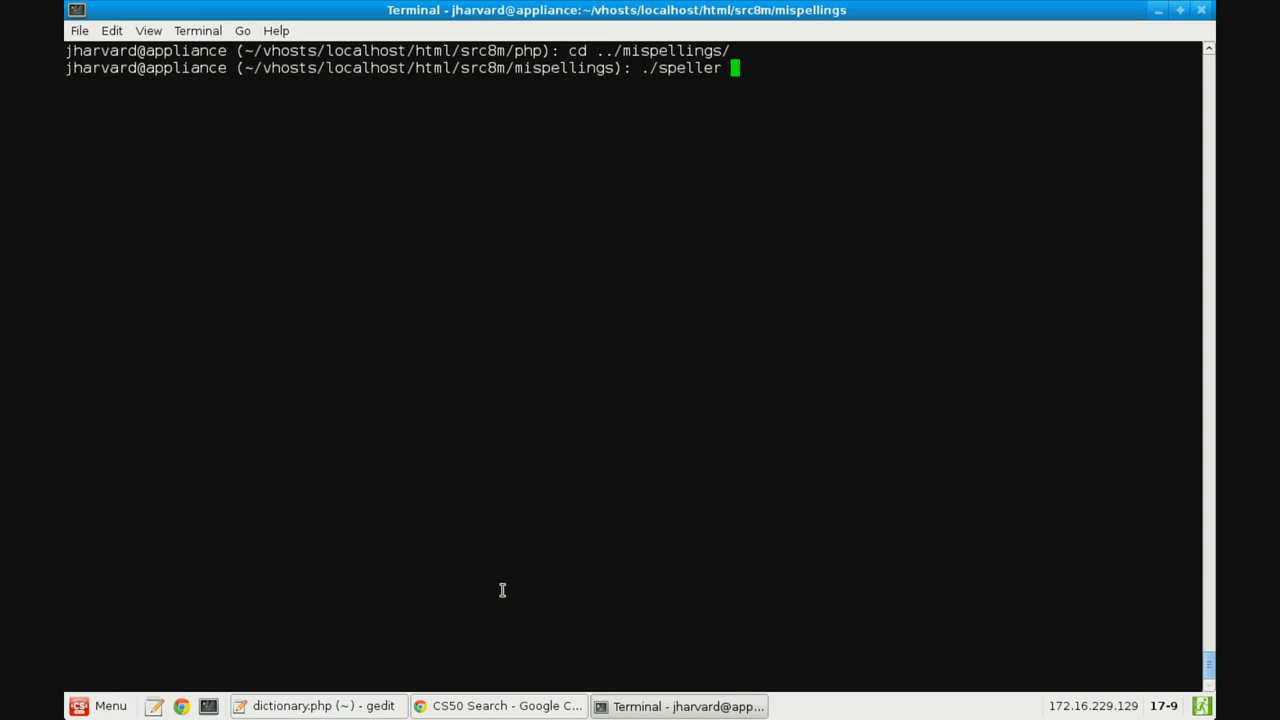 Terminal - jharvard@appliance:~/vhosts/localhost/html/src8m/mispellings
File Edit View Terminal Go Help
jharvard@appliance (~/vhosts/localhost/html/src8m/php): cd ../mispellings/
jharvard@appliance (~/vhosts/localhost/html/src8m/mispellings): ./speller
Menu dictionary.php (~) - gedit CS50 Search - Google C... Terminal - jharvard@app... 172.16.229.129 17-9